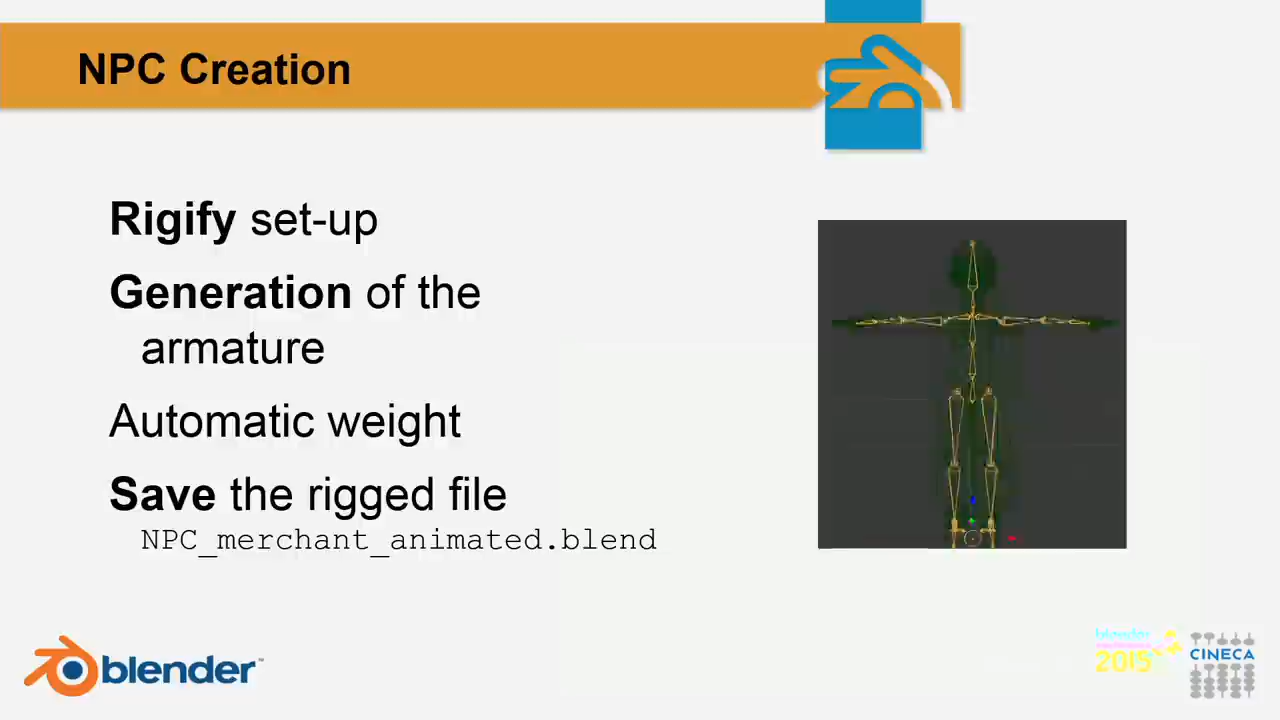 NPC Creation
Rigify set-up
Generation of the
armature
Automatic weight
Save the rigged file
NPC_merchant_animated.blend
blender™
blender
2015
CINECA